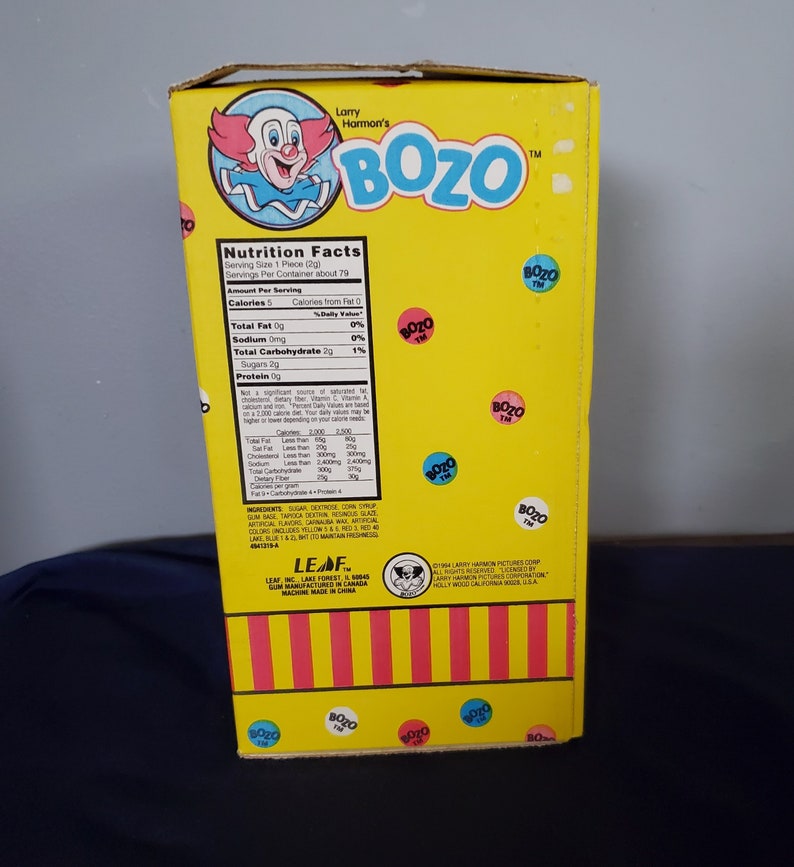 Larry
Harmon's
BOZO™
Nutrition Facts
Serving Size 1 Piece (2g)
Servings Per Container about 79
Amount Per Serving
Calories 5 Calories from Fat 0
%Daily Value*
Total Fat 0g 0%
Sodium 0mg 0%
Total Carbohydrate 2g 1%
Sugars 2g
Protein 0g
Not a significant source of saturated fat,
cholesterol, dietary fiber, Vitamin C, Vitamin A,
calcium and iron. *Percent Daily Values are based
on a 2,000 calorie diet. Your daily values may be
higher or lower depending on your calorie needs:
Calories: 2,000 2,500
Total Fat Less than 65g 80g
Sat Fat Less than 20g 25g
Cholesterol Less than 300mg 300mg
Sodium Less than 2,400mg 2,400mg
Total Carbohydrate 300g 375g
Dietary Fiber 25g 30g
Calories per gram
Fat 9 • Carbohydrate 4 • Protein 4
INGREDIENTS: SUGAR, DEXTROSE, CORN SYRUP,
GUM BASE, TAPIOCA DEXTRIN, RESINOUS GLAZE,
ARTIFICIAL FLAVORS, CARNAUBA WAX, ARTIFICIAL
COLORS (INCLUDES YELLOW 5 & 6, RED 3, RED 40
LAKE, BLUE 1 & 2), BHT (TO MAINTAIN FRESHNESS).
4941319-A
LEAF™
LEAF, INC., LAKE FOREST, IL 60045
GUM MANUFACTURED IN CANADA
MACHINE MADE IN CHINA
BOZO
©1994 LARRY HARMON PICTURES CORP.
ALL RIGHTS RESERVED. "LICENSED BY
LARRY HARMON PICTURES CORPORATION."
HOLLY WOOD CALIFORNIA 90028, U.S.A.
BOZO
TM
BOZO
TM
BOZO
TM
BOZO
TM
BOZO
TM
BOZO
TM
BOZO
TM
BOZO
TM
BOZO
TM